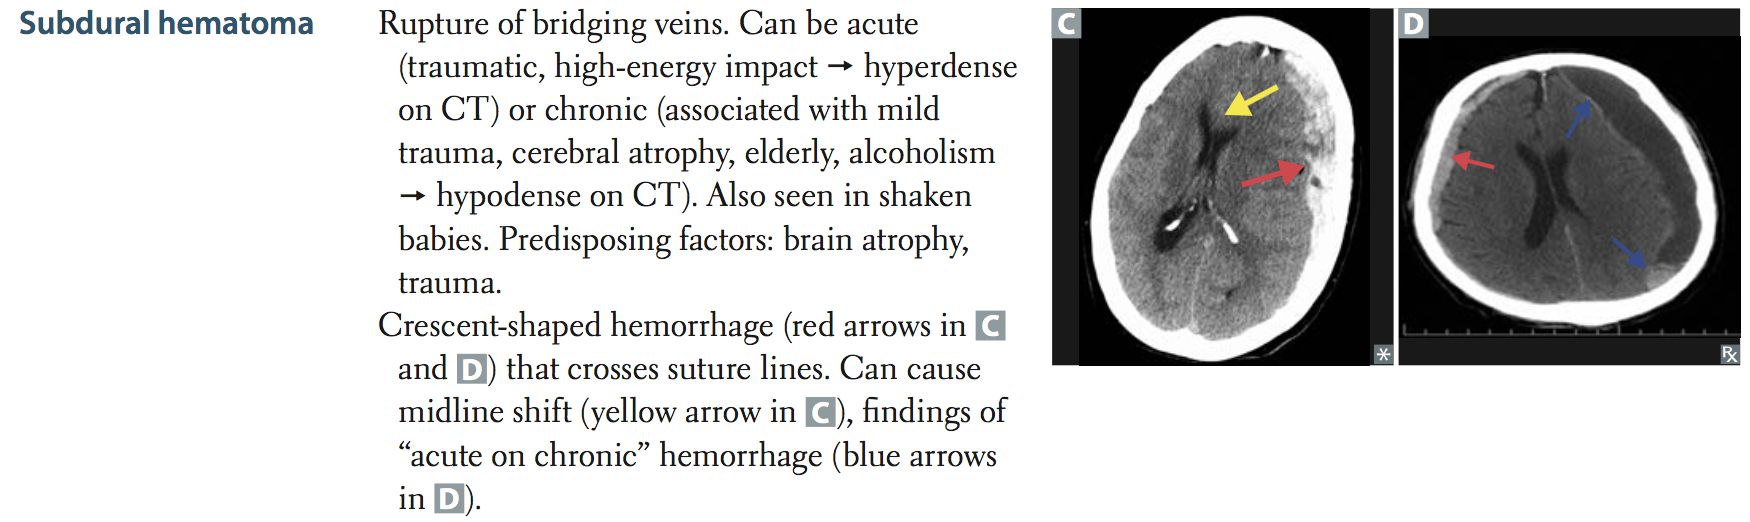 Subdural hematoma
Rupture of bridging veins. Can be acute
(traumatic, high-energy impact → hyperdense
on CT) or chronic (associated with mild
trauma, cerebral atrophy, elderly, alcoholism
→ hypodense on CT). Also seen in shaken
babies. Predisposing factors: brain atrophy,
trauma.
Crescent-shaped hemorrhage (red arrows in C
and D) that crosses suture lines. Can cause
midline shift (yellow arrow in C), findings of
“acute on chronic” hemorrhage (blue arrows
in D).
C
*
D
℞